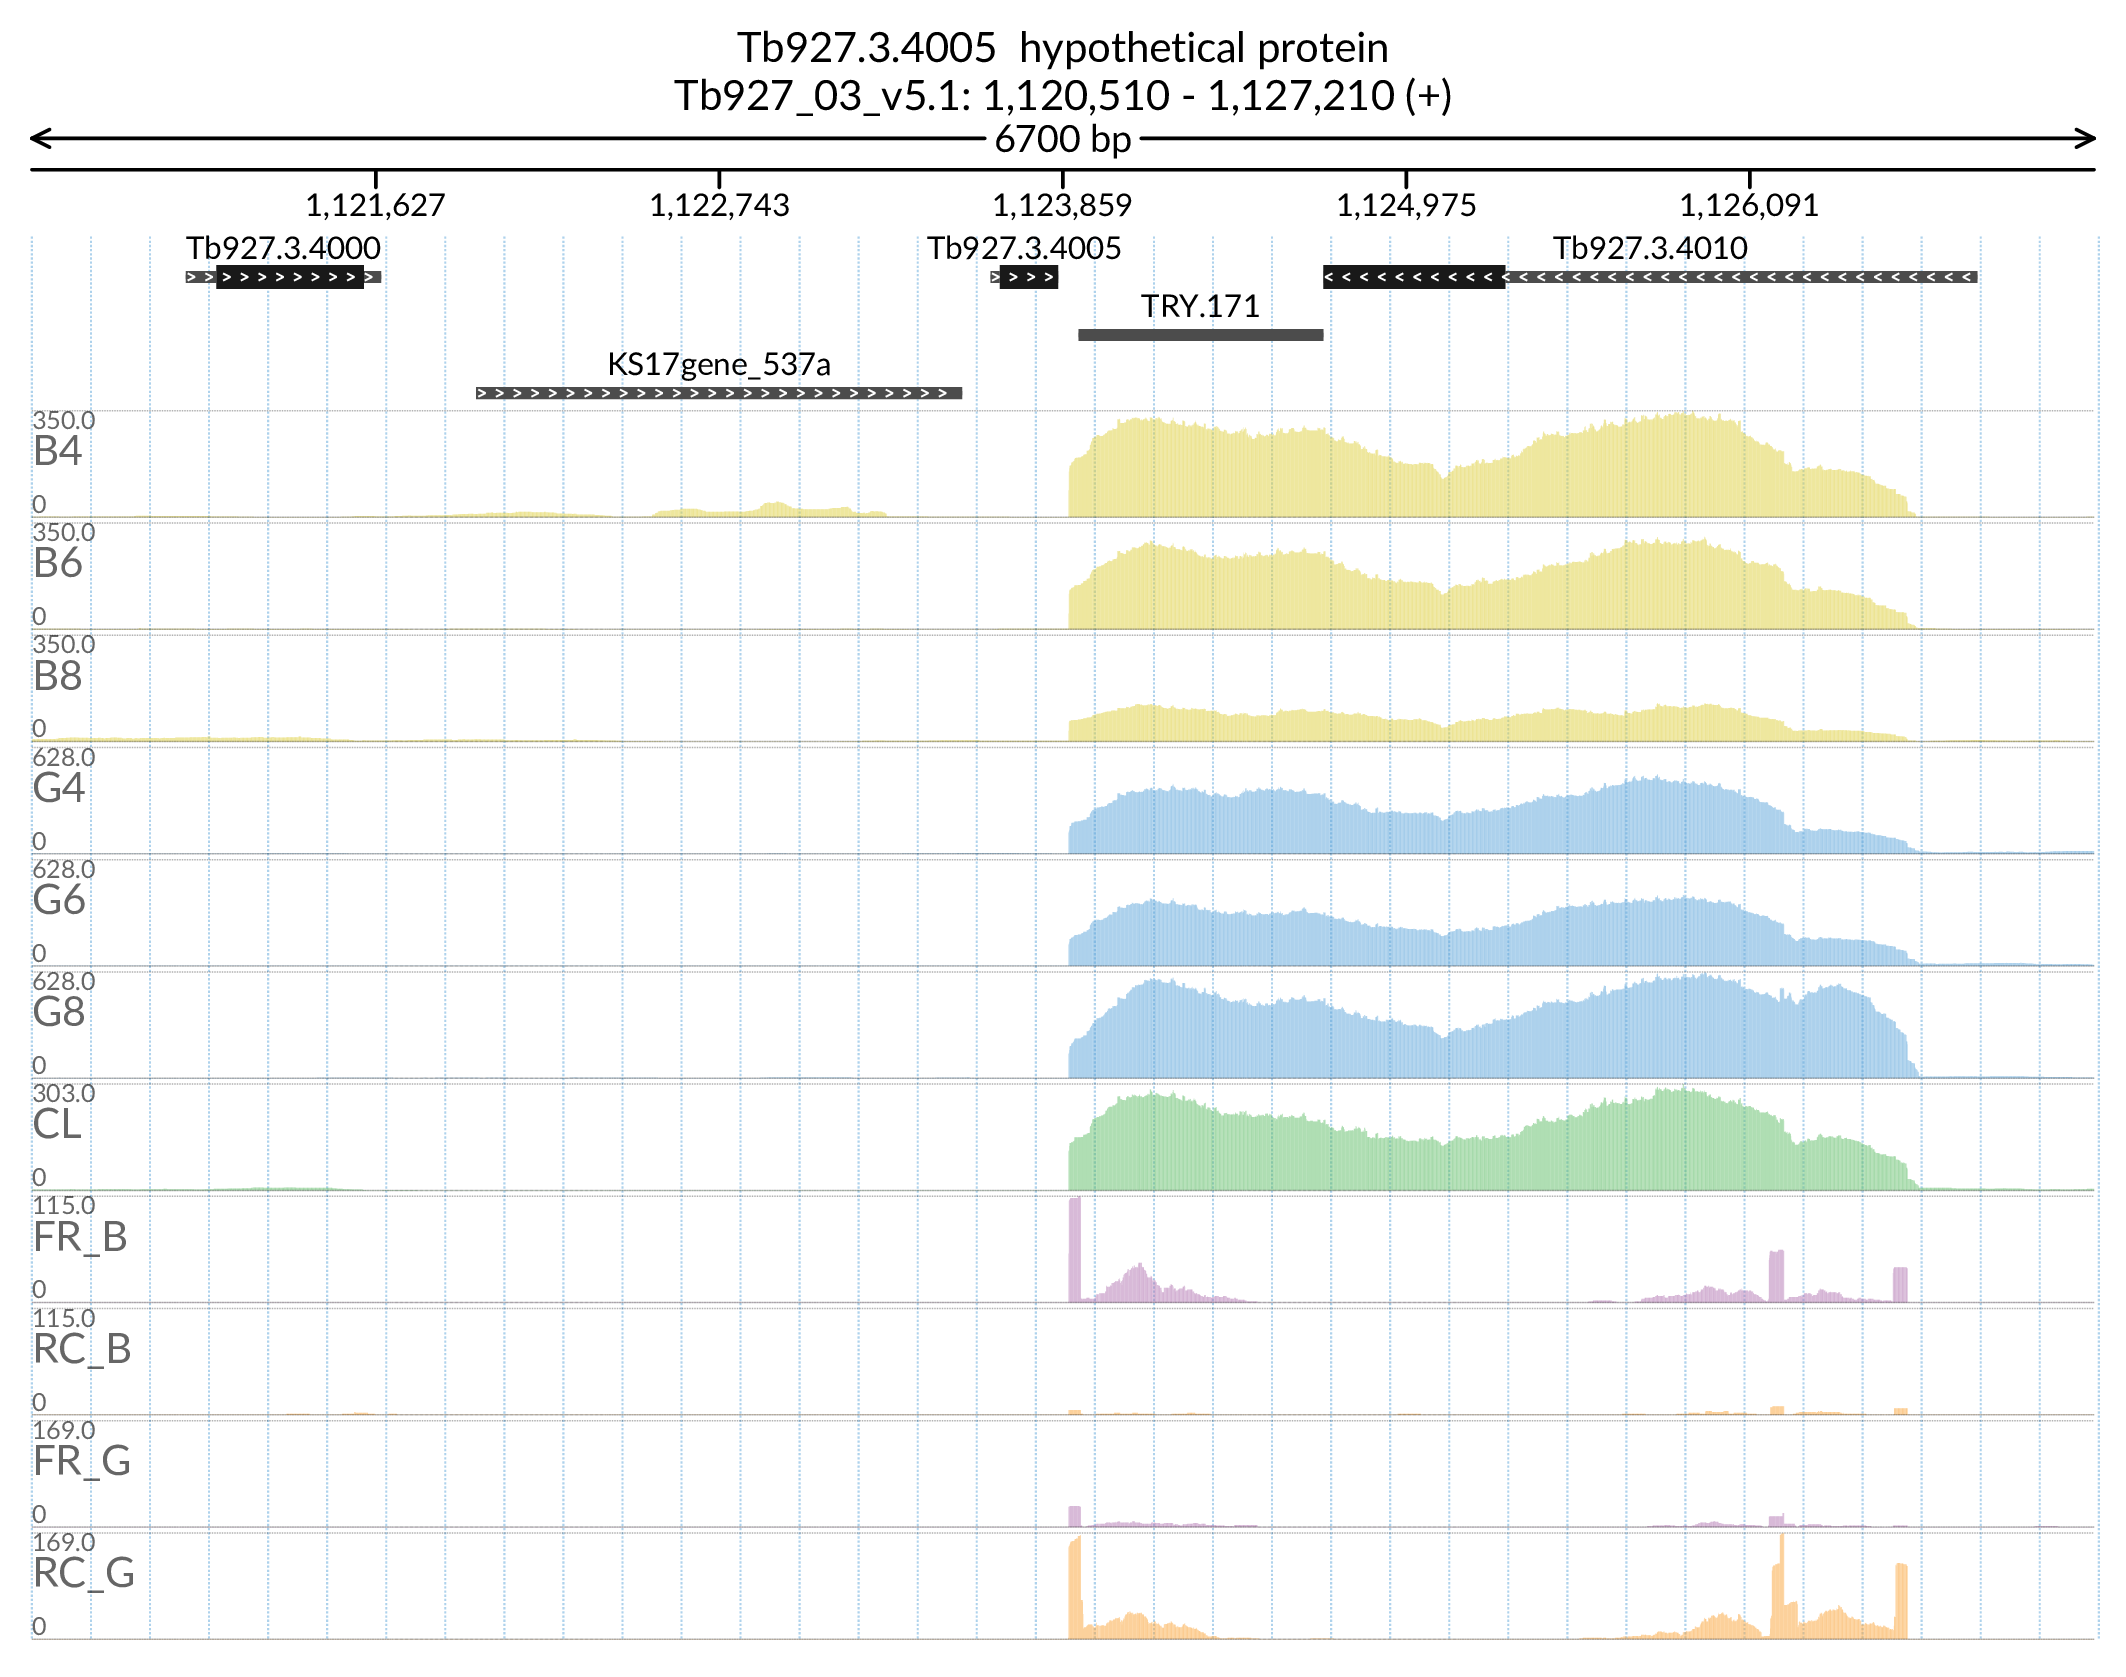 Tb927.3.4005  hypothetical protein
Tb927_03_v5.1: 1,120,510 - 1,127,210 (+)
6700 bp
1,121,627 1,122,743 1,123,859 1,124,975 1,126,091
Tb927.3.4000 Tb927.3.4005 Tb927.3.4010
TRY.171
KS17gene_537a
350.0
B4
0
350.0
B6
0
350.0
B8
0
628.0
G4
0
628.0
G6
0
628.0
G8
0
303.0
CL
0
115.0
FR_B
0
115.0
RC_B
0
169.0
FR_G
0
169.0
RC_G
0